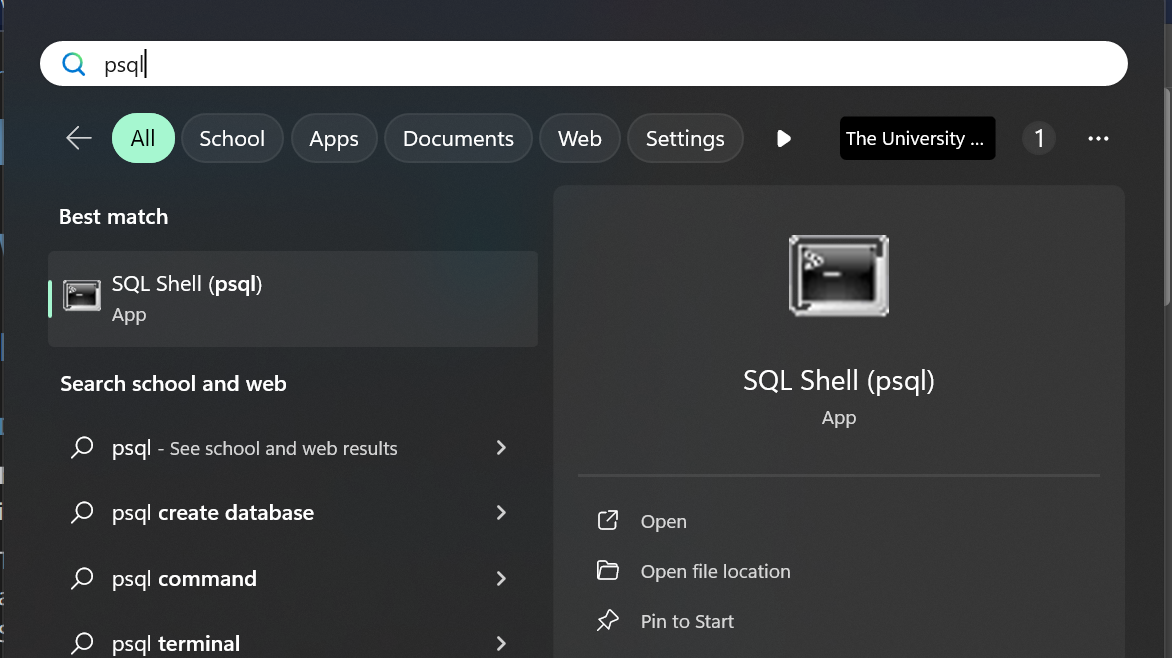 psql
All
School
Apps
Documents
Web
Settings
The University ...
1
Best match
SQL Shell (psql)
App
Search school and web
psql - See school and web results
psql create database
psql command
psql terminal
SQL Shell (psql)
App
Open
Open file location
Pin to Start